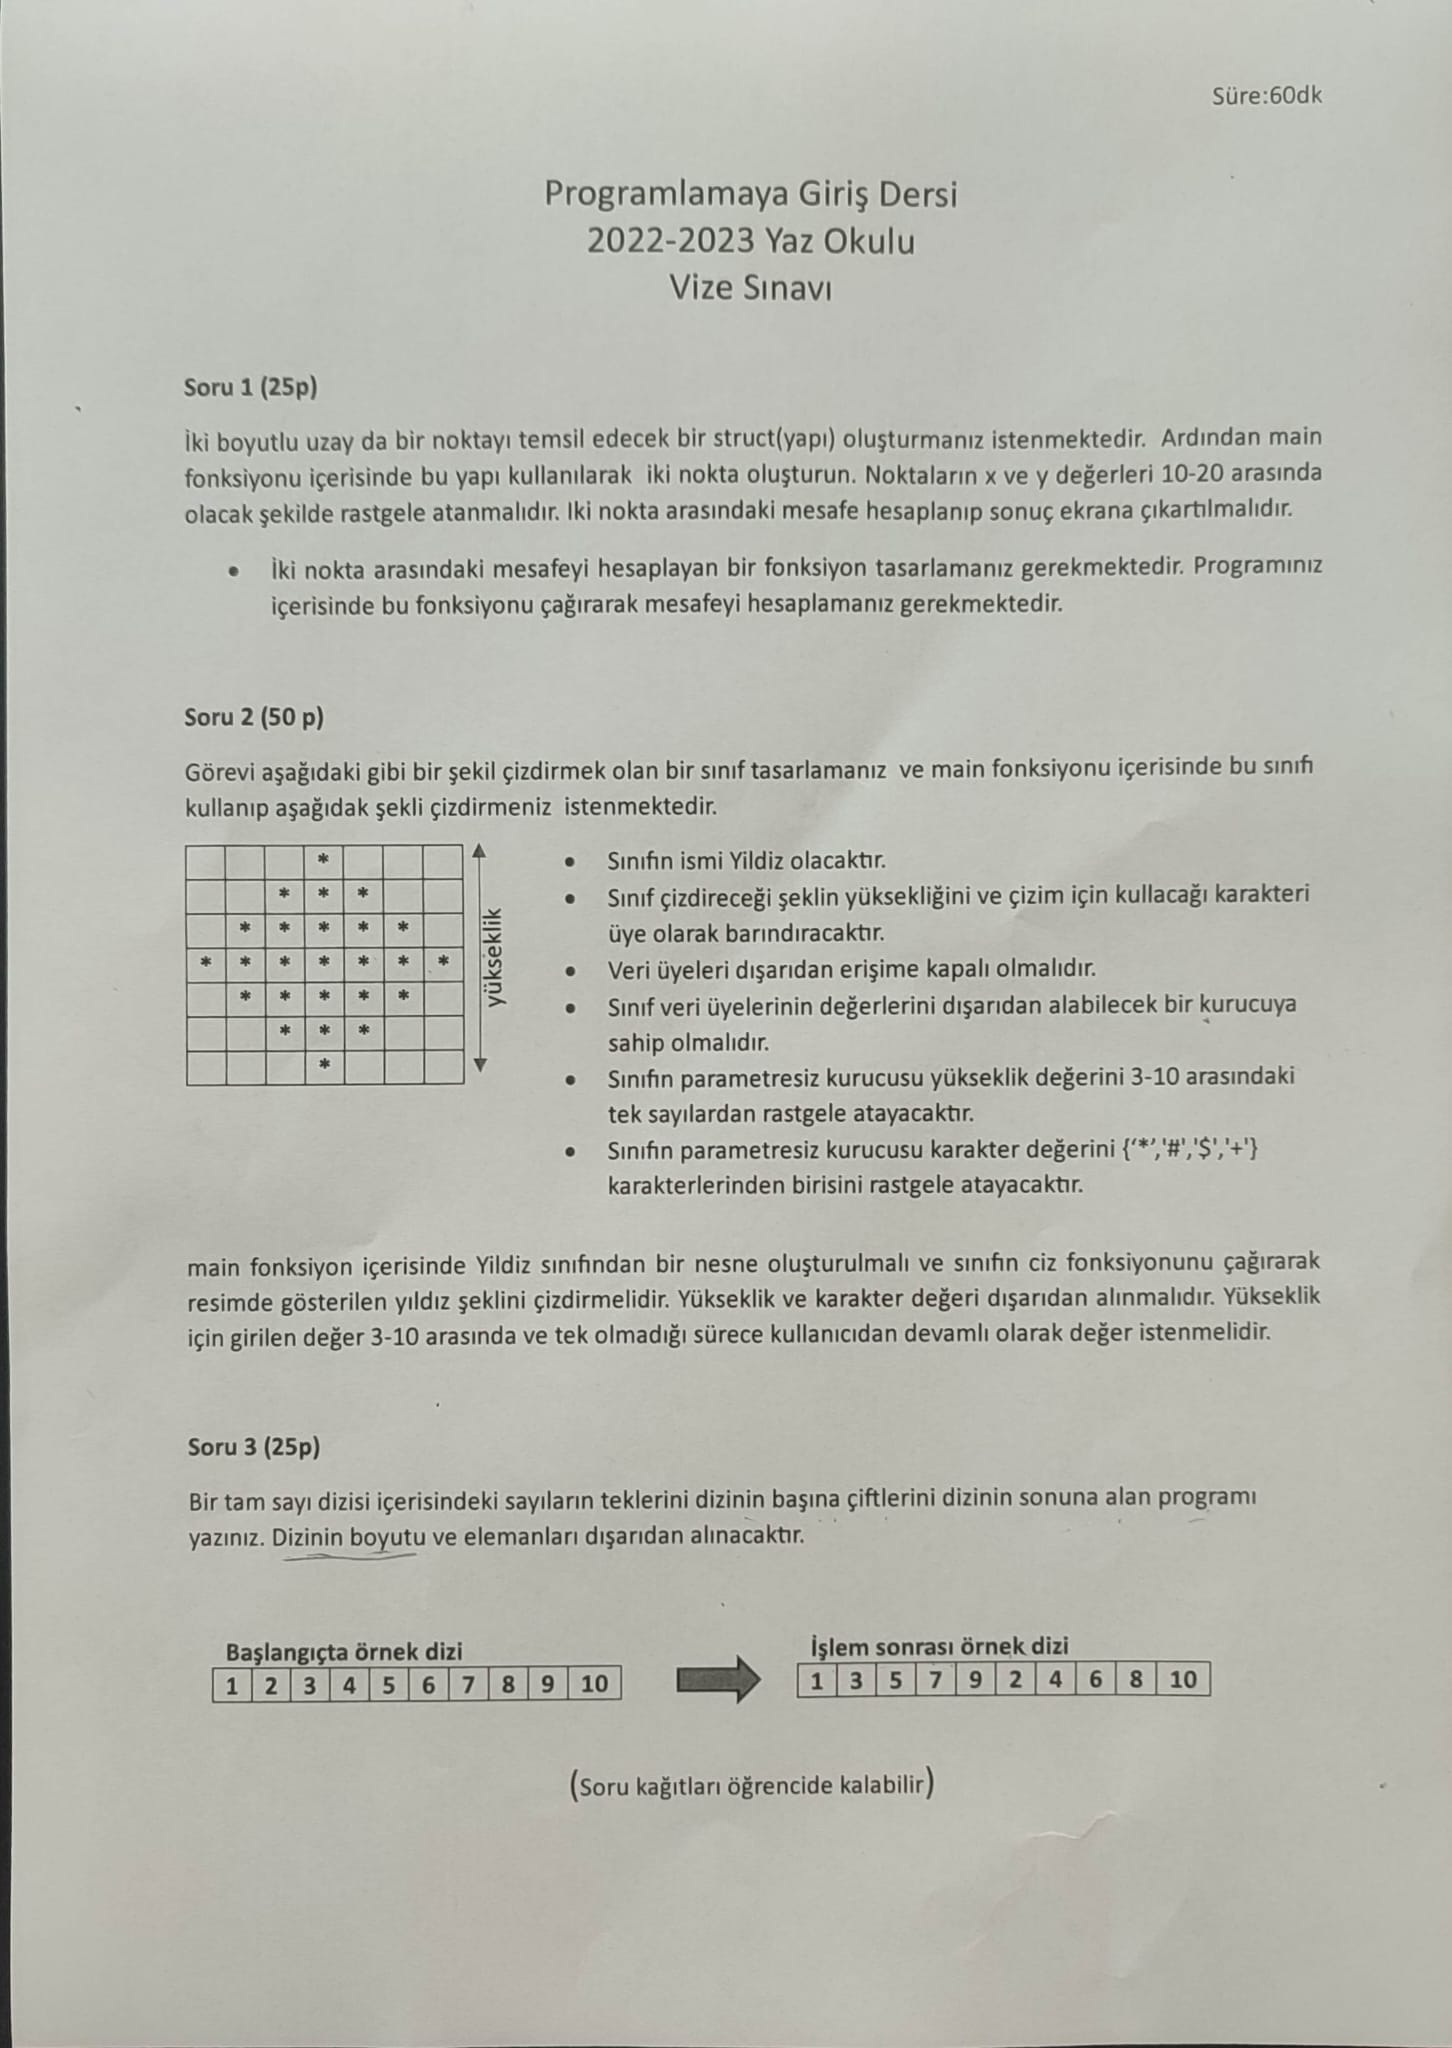 Süre:60dk
Programlamaya Giriş Dersi
2022-2023 Yaz Okulu
Vize Sınavı
Soru 1 (25p)
İki boyutlu uzay da bir noktayı temsil edecek bir struct(yapı) oluşturmanız istenmektedir. Ardından main
fonksiyonu içerisinde bu yapı kullanılarak iki nokta oluşturun. Noktaların x ve y değerleri 10-20 arasında
olacak şekilde rastgele atanmalıdır. Iki nokta arasındaki mesafe hesaplanıp sonuç ekrana çıkartılmalıdır.
• İki nokta arasındaki mesafeyi hesaplayan bir fonksiyon tasarlamanız gerekmektedir. Programınız
içerisinde bu fonksiyonu çağırarak mesafeyi hesaplamanız gerekmektedir.
Soru 2 (50 p)
Görevi aşağıdaki gibi bir şekil çizdirmek olan bir sınıf tasarlamanız ve main fonksiyonu içerisinde bu sınıfı
kullanıp aşağıdak şekli çizdirmeniz istenmektedir.
*
* * *
* * * * *
* * * * * * *
* * * * *
* * *
*
yükseklik
• Sınıfın ismi Yildiz olacaktır.
• Sınıf çizdireceği şeklin yüksekliğini ve çizim için kullacağı karakteri
üye olarak barındıracaktır.
• Veri üyeleri dışarıdan erişime kapalı olmalıdır.
• Sınıf veri üyelerinin değerlerini dışarıdan alabilecek bir kurucuya
sahip olmalıdır.
• Sınıfın parametresiz kurucusu yükseklik değerini 3-10 arasındaki
tek sayılardan rastgele atayacaktır.
• Sınıfın parametresiz kurucusu karakter değerini {‘*’,'#','$','+'}
karakterlerinden birisini rastgele atayacaktır.
main fonksiyon içerisinde Yildiz sınıfından bir nesne oluşturulmalı ve sınıfın ciz fonksiyonunu çağırarak
resimde gösterilen yıldız şeklini çizdirmelidir. Yükseklik ve karakter değeri dışarıdan alınmalıdır. Yükseklik
için girilen değer 3-10 arasında ve tek olmadığı sürece kullanıcıdan devamlı olarak değer istenmelidir.
Soru 3 (25p)
Bir tam sayı dizisi içerisindeki sayıların teklerini dizinin başına çiftlerini dizinin sonuna alan programı
yazınız. Dizinin boyutu ve elemanları dışarıdan alınacaktır.
Başlangıçta örnek dizi
1 2 3 4 5 6 7 8 9 10
İşlem sonrası örnek dizi
1 3 5 7 9 2 4 6 8 10
(Soru kağıtları öğrencide kalabilir)